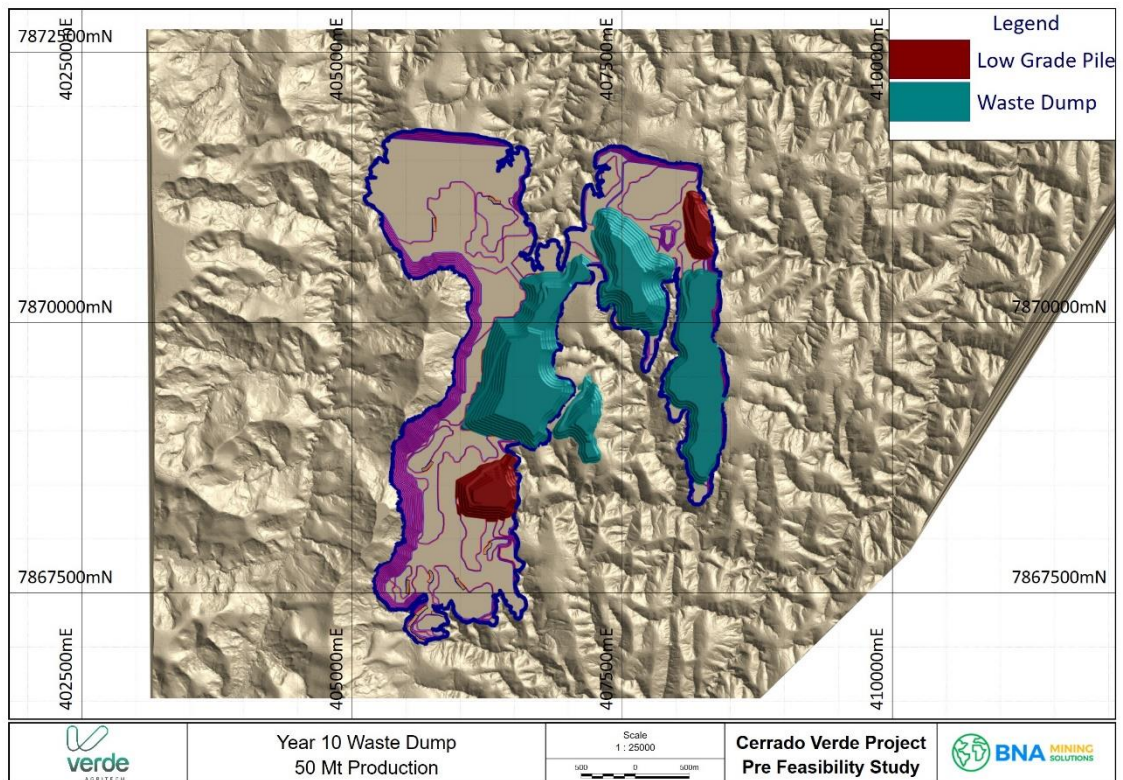 Legend
Low Grade Pile
Waste Dump
7872500mN
402500mE
405000mE
407500mE
410000mE
7870000mN
7870000mN
7867500mN
7867500mN
402500mE
405000mE
407500mE
410000mE
verde
AGRITECH
Year 10 Waste Dump
50 Mt Production
Scale
1 : 25000
500 0 500m
Cerrado Verde Project
Pre Feasibility Study
BNA MINING
SOLUTIONS